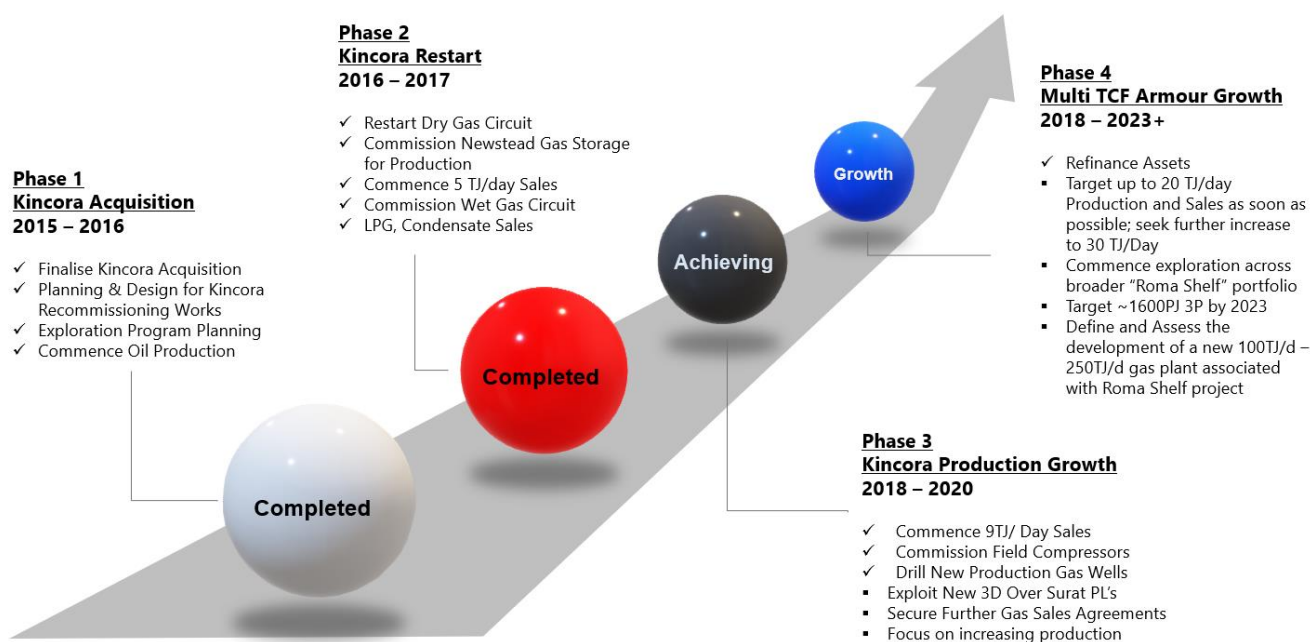 Phase 1
Kincora Acquisition
2015 – 2016
✓ Finalise Kincora Acquisition
✓ Planning & Design for Kincora
Recommissioning Works
✓ Exploration Program Planning
✓ Commence Oil Production
Completed
Phase 2
Kincora Restart
2016 – 2017
✓ Restart Dry Gas Circuit
✓ Commission Newstead Gas Storage
for Production
✓ Commence 5 TJ/day Sales
✓ Commission Wet Gas Circuit
✓ LPG, Condensate Sales
Completed
Phase 3
Kincora Production Growth
2018 – 2020
✓ Commence 9TJ/ Day Sales
✓ Commission Field Compressors
✓ Drill New Production Gas Wells
▪ Exploit New 3D Over Surat PL's
▪ Secure Further Gas Sales Agreements
▪ Focus on increasing production
Achieving
Phase 4
Multi TCF Armour Growth
2018 – 2023+
✓ Refinance Assets
▪ Target up to 20 TJ/day
Production and Sales as soon as
possible; seek further increase
to 30 TJ/Day
▪ Commence exploration across
broader “Roma Shelf” portfolio
▪ Target ~1600PJ 3P by 2023
▪ Define and Assess the
development of a new 100TJ/d –
250TJ/d gas plant associated
with Roma Shelf project
Growth